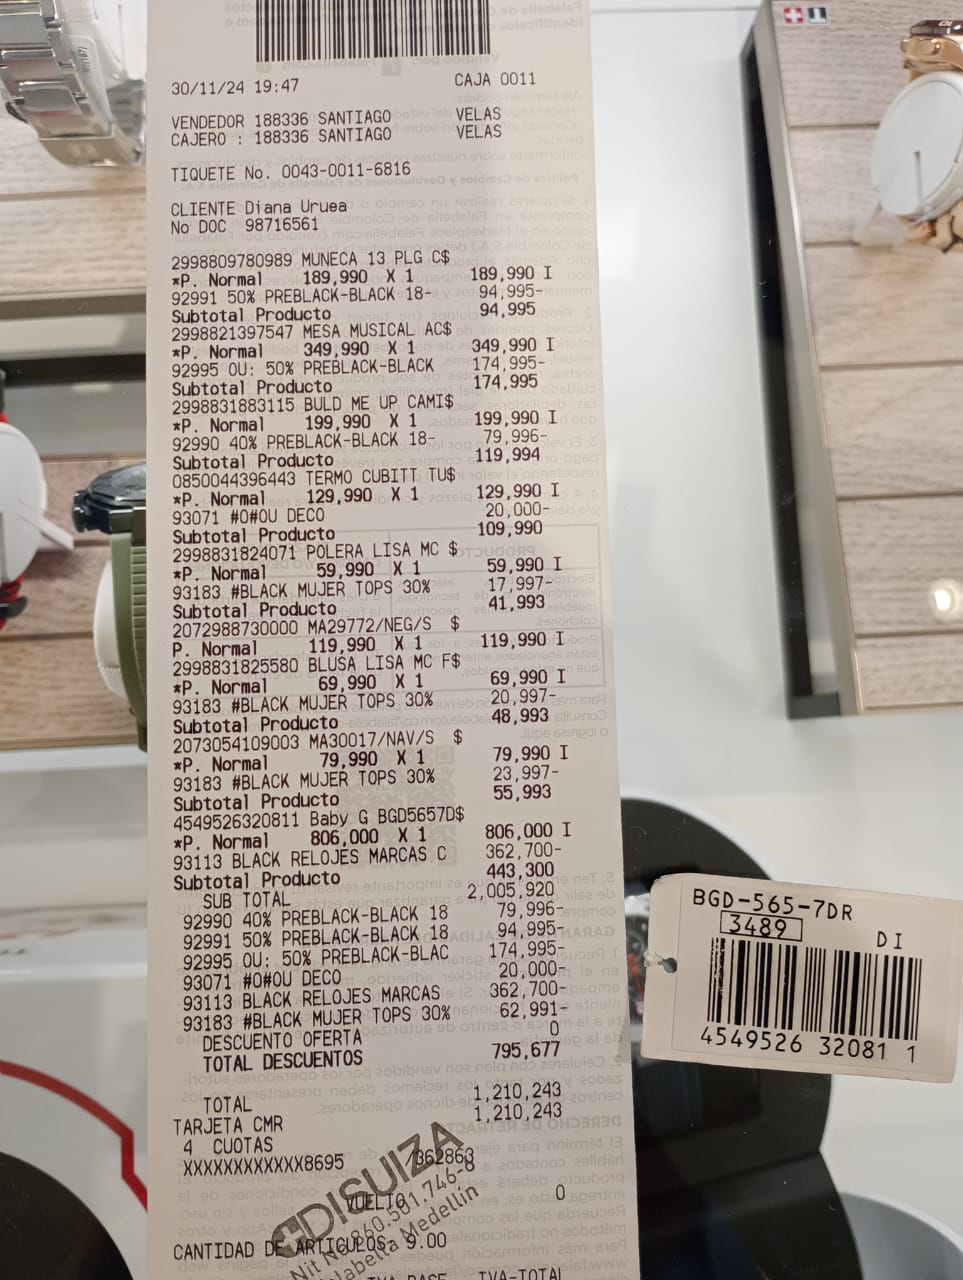 30/11/24 19:47 CAJA 0011
VENDEDOR 188336 SANTIAGO VELAS
CAJERO : 188336 SANTIAGO VELAS
TIQUETE No. 0043-0011-6816
CLIENTE Diana Uruea
No DOC 98716561
2998809780989 MUNECA 13 PLG C$
*P. Normal 189,990 X 1 189,990 I
92991 50% PREBLACK-BLACK 18- 94,995-
Subtotal Producto 94,995
2998821397547 MESA MUSICAL AC$
*P. Normal 349,990 X 1 349,990 I
92995 OU: 50% PREBLACK-BLACK 174,995-
Subtotal Producto 174,995
2998831883115 BULD ME UP CAMI$
*P. Normal 199,990 X 1 199,990 I
92990 40% PREBLACK-BLACK 18- 79,996-
Subtotal Producto 119,994
0850044396443 TERMO CUBITT TU$
*P. Normal 129,990 X 1 129,990 I
93071 #O#OU DECO 20,000-
Subtotal Producto 109,990
2998831824071 POLERA LISA MC $
*P. Normal 59,990 X 1 59,990 I
93183 #BLACK MUJER TOPS 30% 17,997-
Subtotal Producto 41,993
2072988730000 MA29772/NEG/S $
P. Normal 119,990 X 1 119,990 I
2998831825580 BLUSA LISA MC F$
*P. Normal 69,990 X 1 69,990 I
93183 #BLACK MUJER TOPS 30% 20,997-
Subtotal Producto 48,993
2073054109003 MA30017/NAV/S $
*P. Normal 79,990 X 1 79,990 I
93183 #BLACK MUJER TOPS 30% 23,997-
Subtotal Producto 55,993
4549526320811 Baby G BGD5657D$
*P. Normal 806,000 X 1 806,000 I
93113 BLACK RELOJES MARCAS C 362,700-
Subtotal Producto 443,300
SUB TOTAL 2,005,920
92990 40% PREBLACK-BLACK 18 79,996-
92991 50% PREBLACK-BLACK 18 94,995-
92995 OU: 50% PREBLACK-BLAC 174,995-
93071 #O#OU DECO 20,000-
93113 BLACK RELOJES MARCAS 362,700-
93183 #BLACK MUJER TOPS 30% 62,991-
DESCUENTO OFERTA 0
TOTAL DESCUENTOS 795,677
TOTAL 1,210,243
TARJETA CMR 1,210,243
4 CUOTAS
XXXXXXXXXXXX8695 /362863
VUELTO 0
CANTIDAD DE ARTICULOS- 9.00
IVA-TOTAL
DISUIZA
Nit No 860.501.746-6
Medellín
BGD-565-7DR
3489
DI
4549526 32081 1